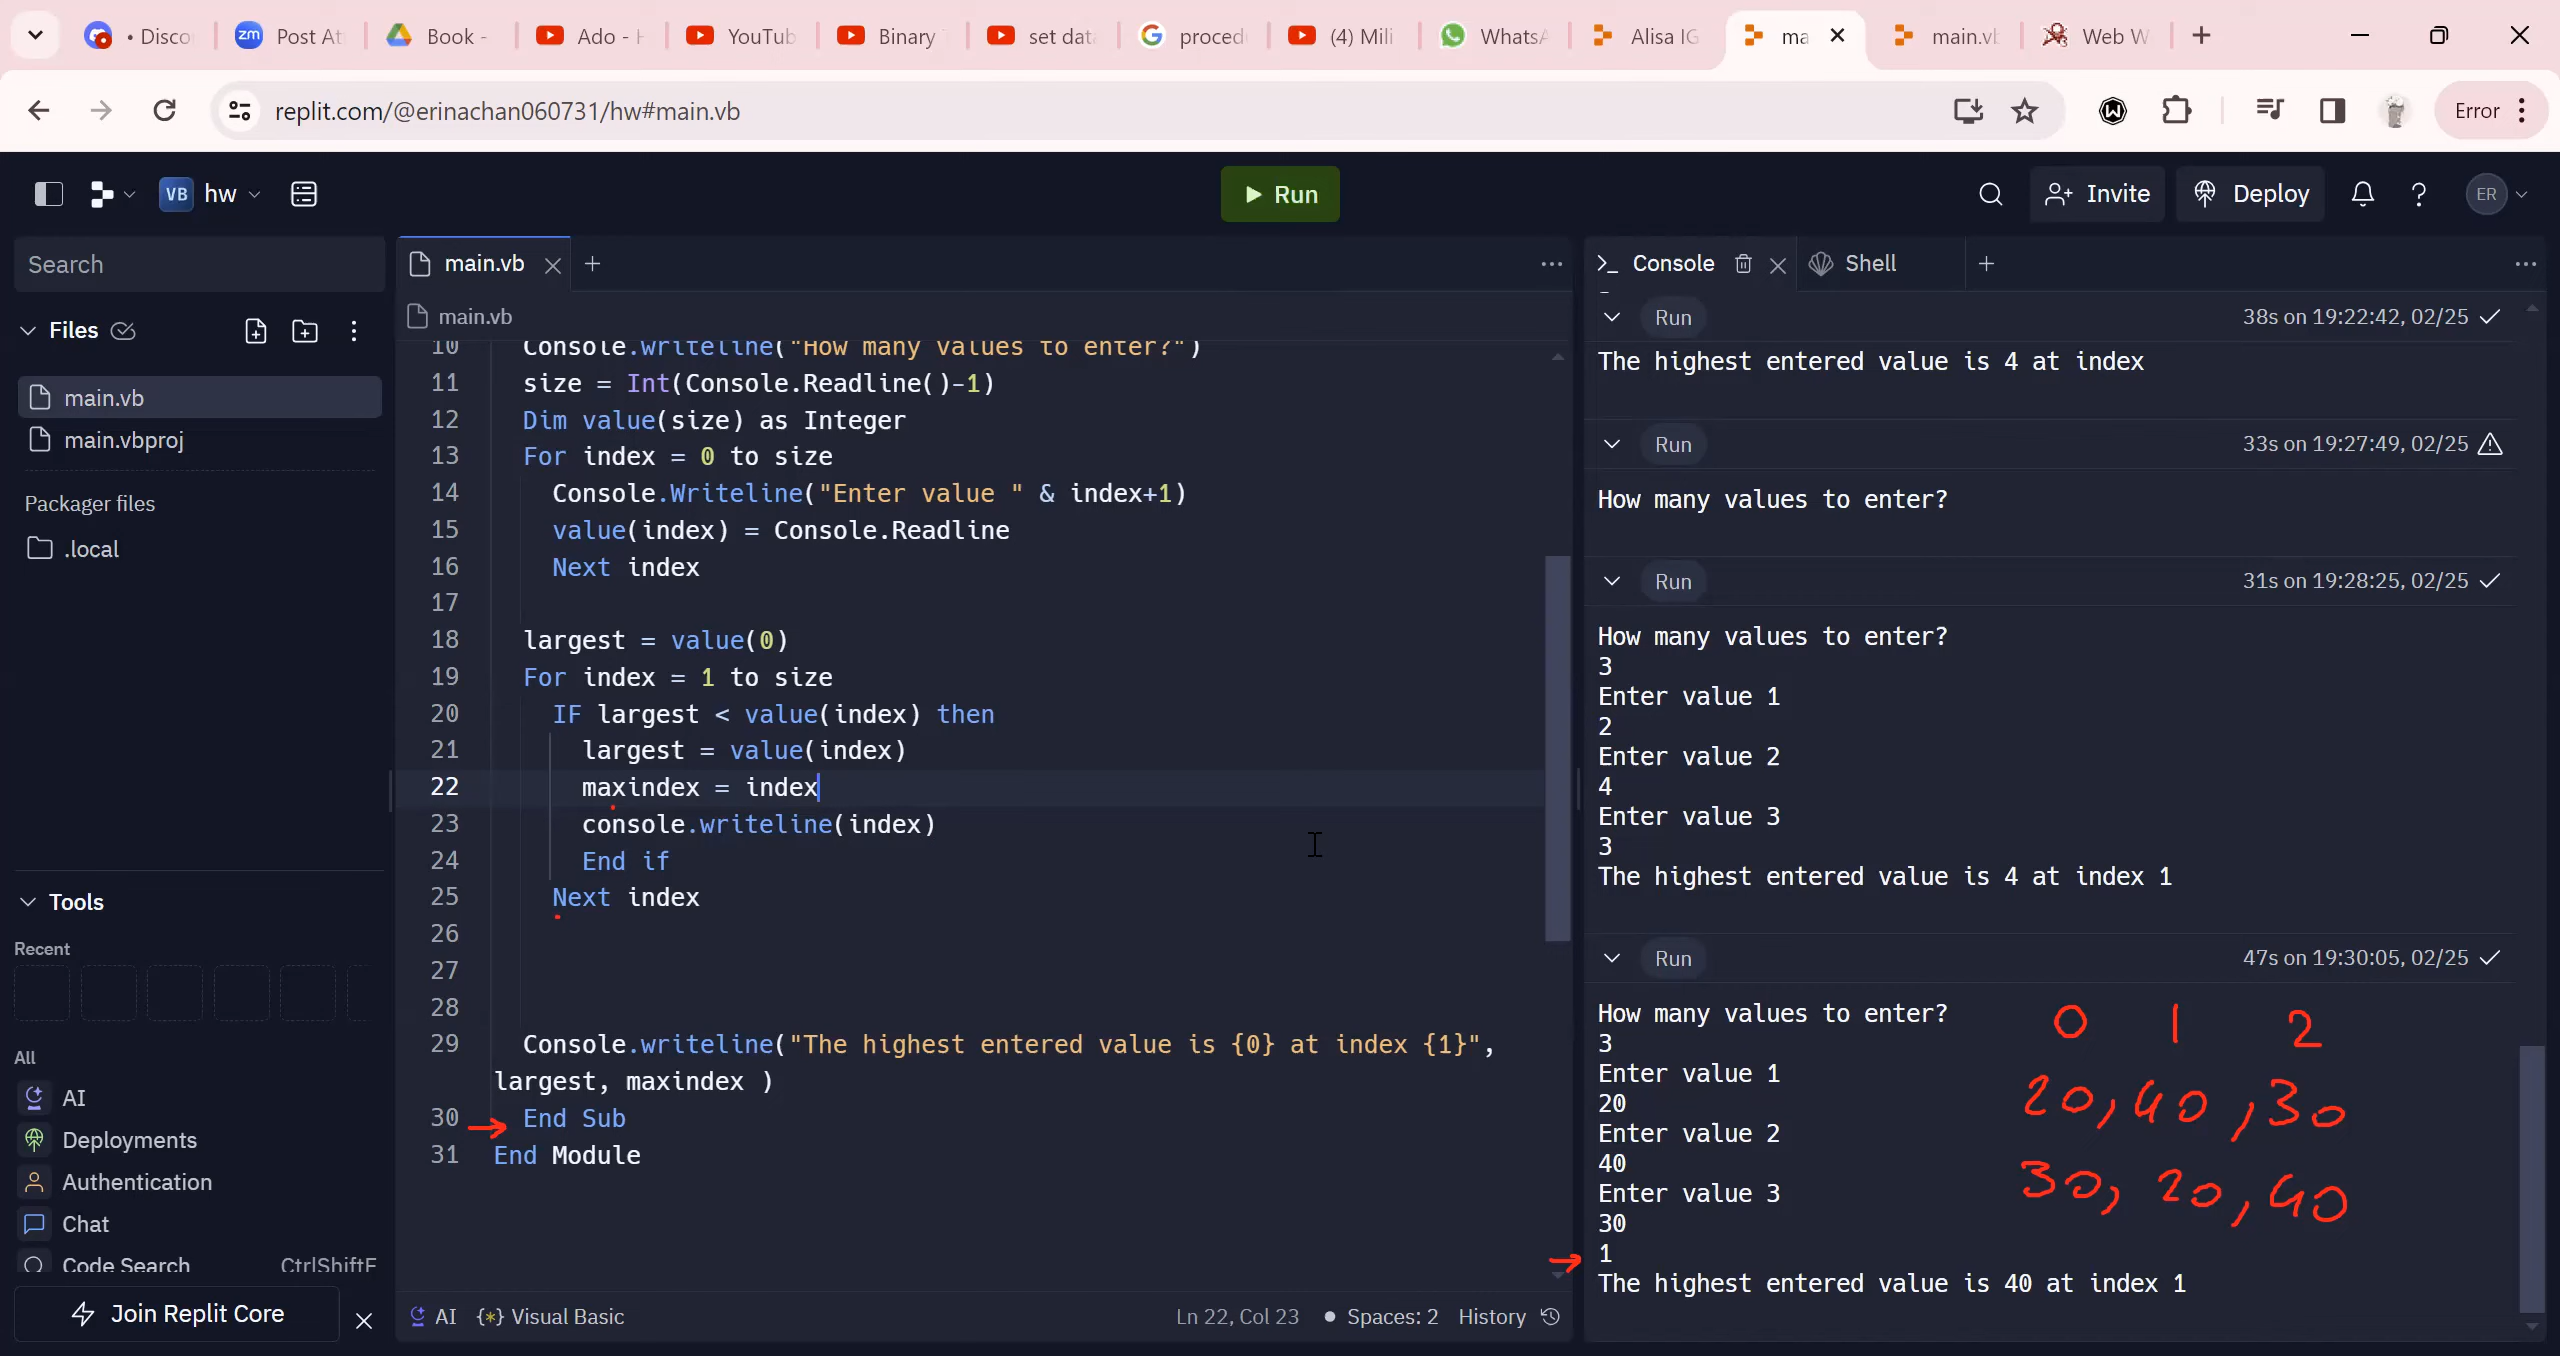 • Disco
Post At
Book -
Ado - H
YouTub
Binary
set data
proced
(4) Mili
WhatsA
Alisa IG
ma
main.vb
Web W
replit.com/@erinachan060731/hw#main.vb
Error
VB hw
Run
Invite
Deploy
ER
Search
Files
main.vb
main.vbproj
Packager files
.local
Tools
Recent
All
AI
Deployments
Authentication
Chat
Code Search CtrlShiftF
Join Replit Core
main.vb
main.vb
10 Console.writeline("How many values to enter?")
11 size = Int(Console.Readline()-1)
12 Dim value(size) as Integer
13 For index = 0 to size
14 Console.Writeline("Enter value " & index+1)
15 value(index) = Console.Readline
16 Next index
17
18 largest = value(0)
19 For index = 1 to size
20 IF largest < value(index) then
21 largest = value(index)
22 maxindex = index
23 console.writeline(index)
24 End if
25 Next index
26
27
28
29 Console.writeline("The highest entered value is {0} at index {1}",
largest, maxindex )
30 End Sub
31 End Module
AI {*} Visual Basic Ln 22, Col 23 • Spaces: 2 History
Console
Shell
Run 38s on 19:22:42, 02/25
The highest entered value is 4 at index
Run 33s on 19:27:49, 02/25
How many values to enter?
Run 31s on 19:28:25, 02/25
How many values to enter?
3
Enter value 1
2
Enter value 2
4
Enter value 3
3
The highest entered value is 4 at index 1
Run 47s on 19:30:05, 02/25
How many values to enter?
3
Enter value 1
20
Enter value 2
40
Enter value 3
30
1
The highest entered value is 40 at index 1
0 1 2
20, 40, 30
30, 20, 40